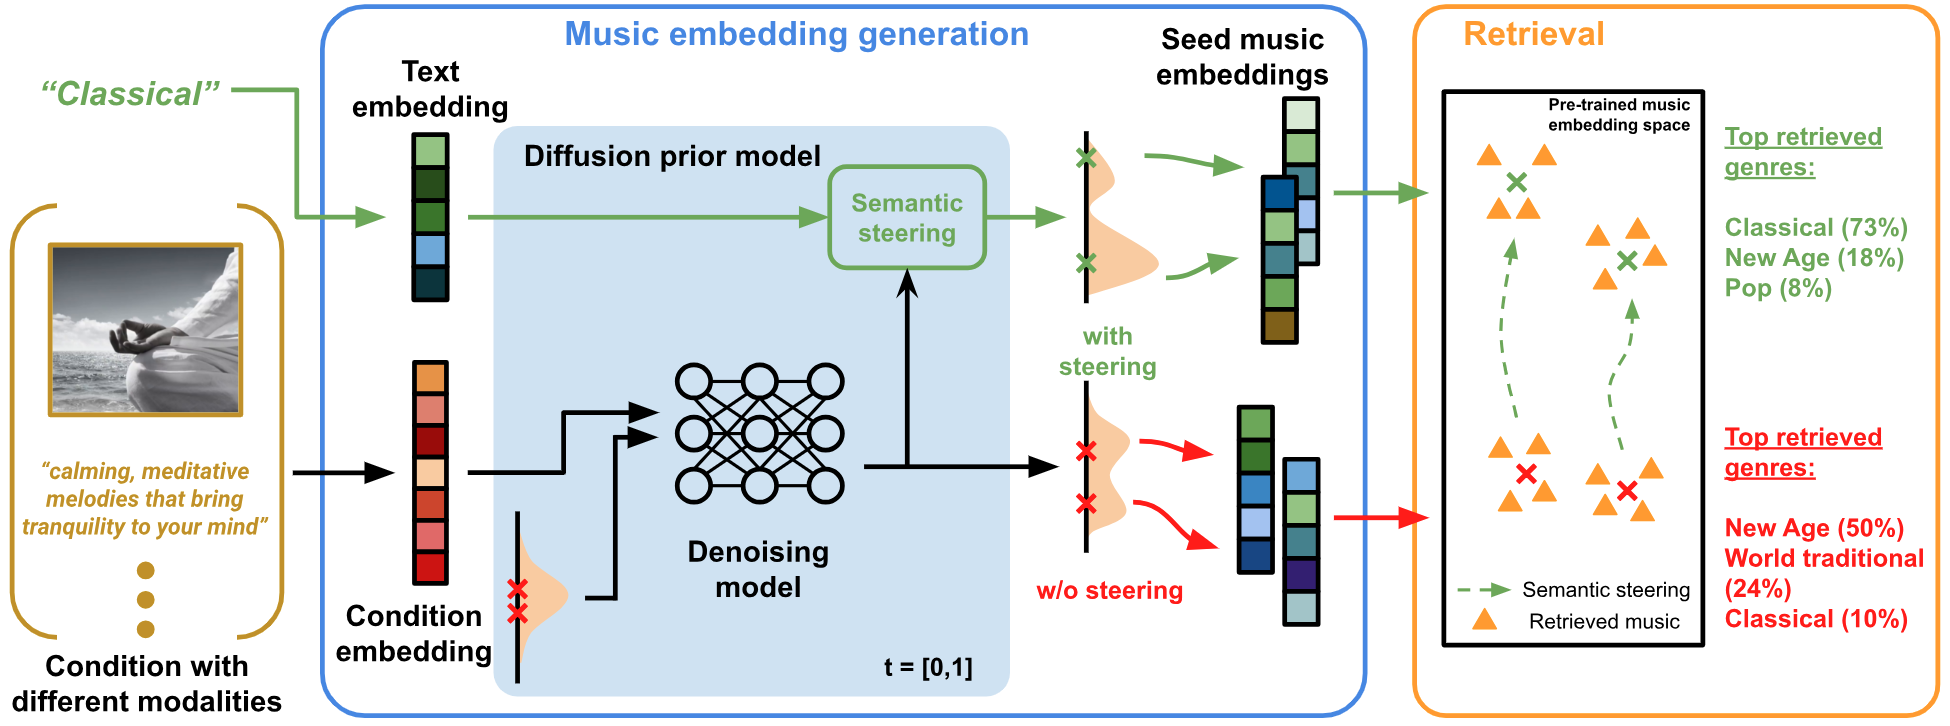 “Classical”
“calming, meditative
melodies that bring
tranquility to your mind”
Condition with
different modalities
Music embedding generation
Text
embedding
Diffusion prior model
Semantic
steering
Condition
embedding
Denoising
model
t = [0,1]
Seed music
embeddings
with
steering
w/o steering
Retrieval
Pre-trained music
embedding space
Semantic steering
Retrieved music
Top retrieved
genres:
Classical (73%)
New Age (18%)
Pop (8%)
Top retrieved
genres:
New Age (50%)
World traditional
(24%)
Classical (10%)